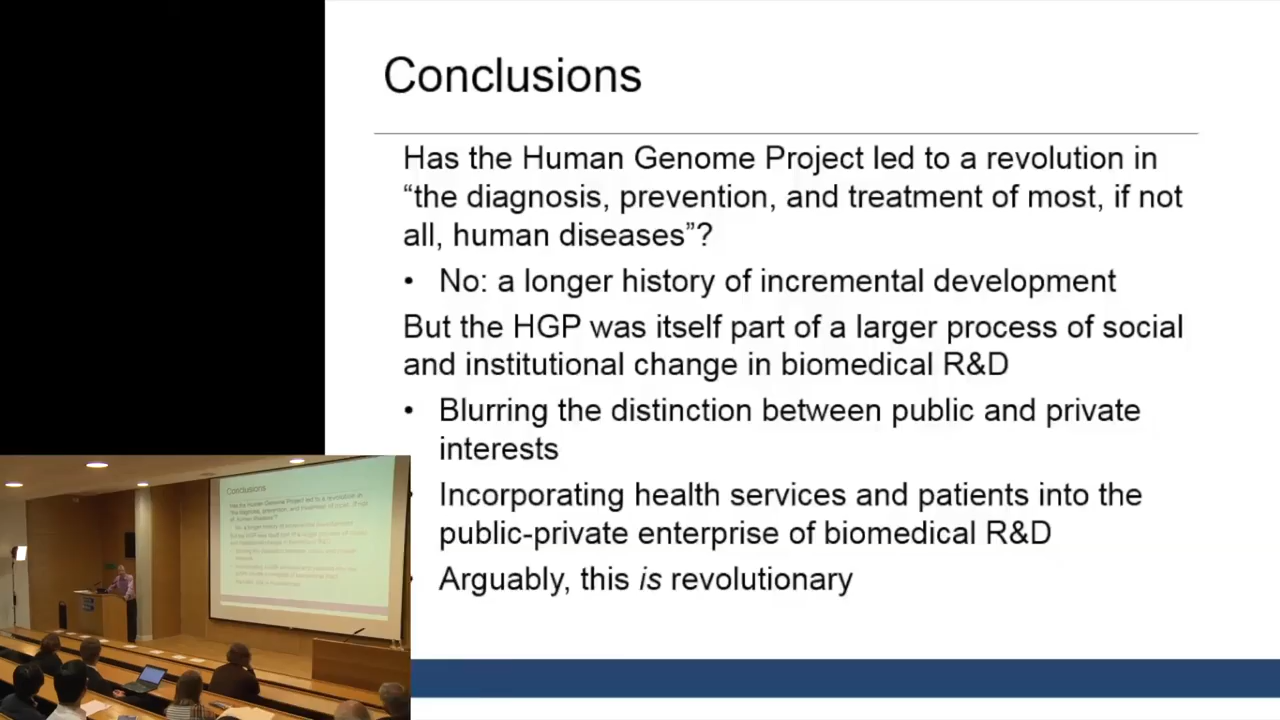 Conclusions
Has the Human Genome Project led to a revolution in
“the diagnosis, prevention, and treatment of most, if not
all, human diseases”?
• No: a longer history of incremental development
But the HGP was itself part of a larger process of social
and institutional change in biomedical R&D
• Blurring the distinction between public and private
interests
Incorporating health services and patients into the
public-private enterprise of biomedical R&D
Arguably, this is revolutionary
Conclusions